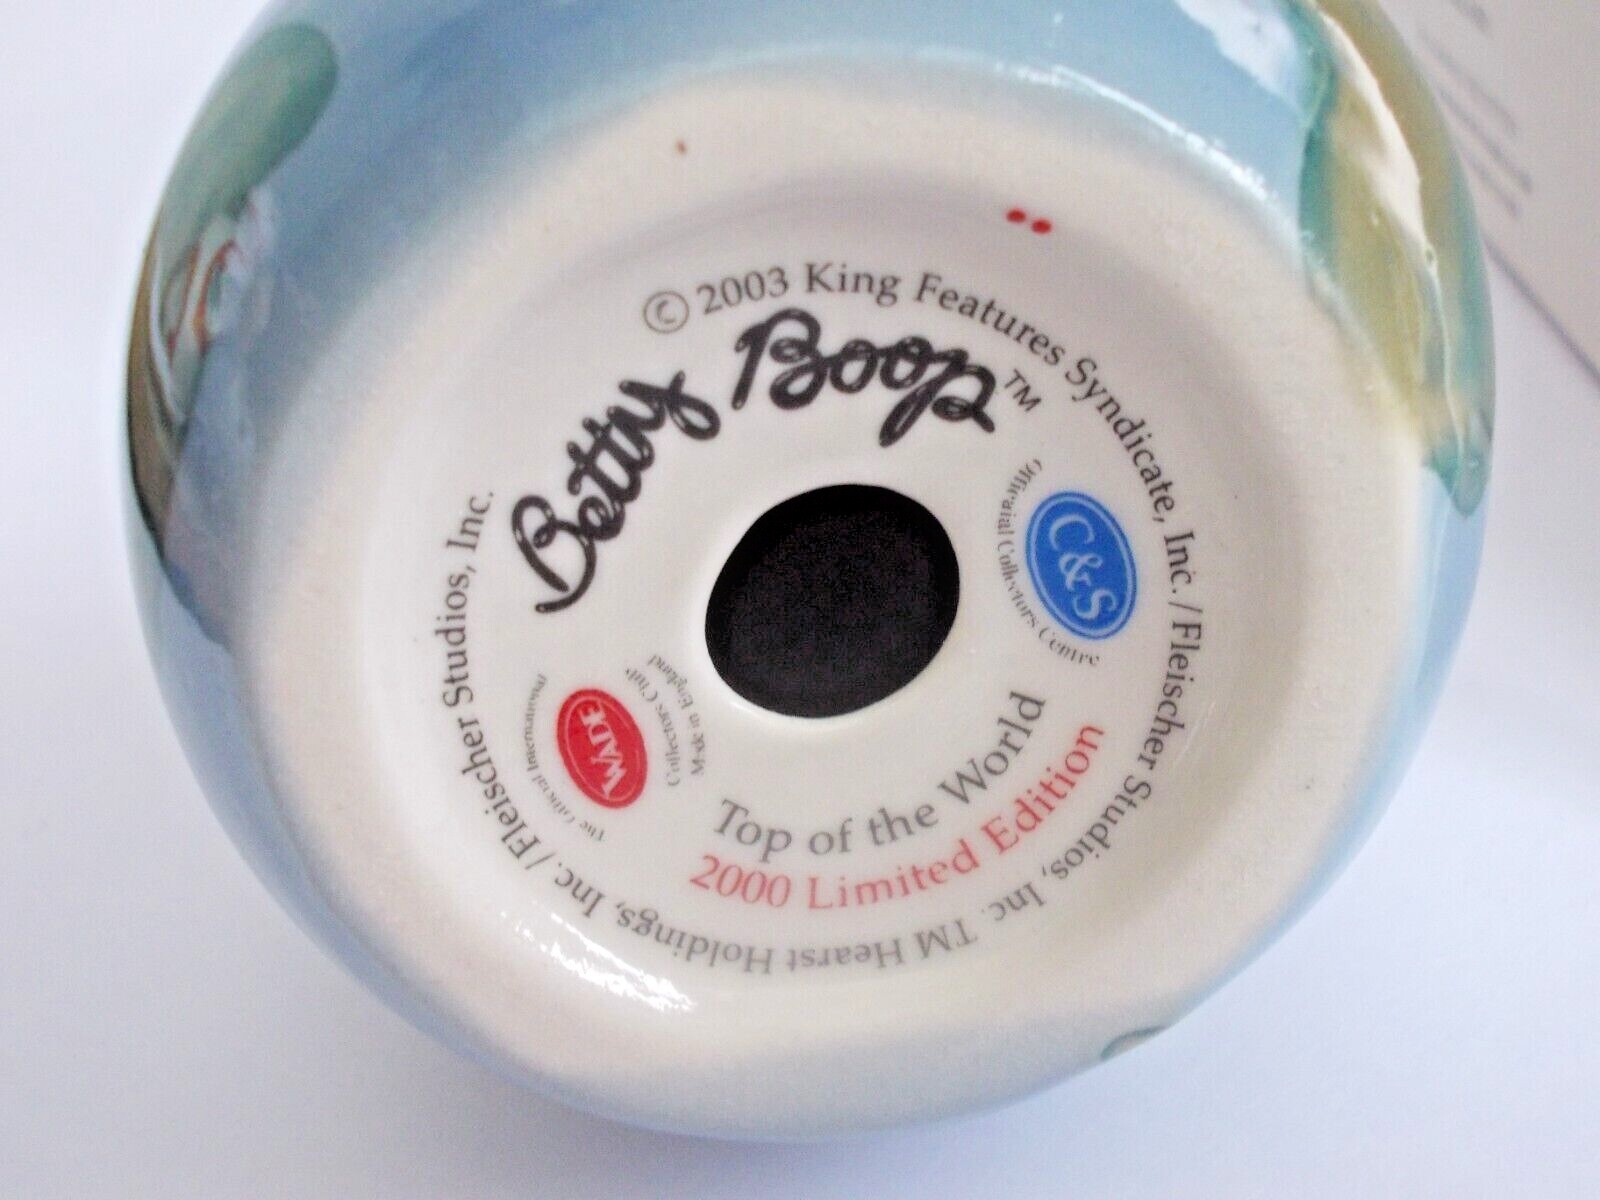 © 2003 King Features Syndicate, Inc. / Fleischer Studios, Inc. TM Hearst Holdings, Inc. / Fleischer Studios, Inc.
Betty Boop™
C&S
Officaial Collectors Centre
WADE
The Official International
Collectors Club
Made in England
Top of the World
2000 Limited Edition